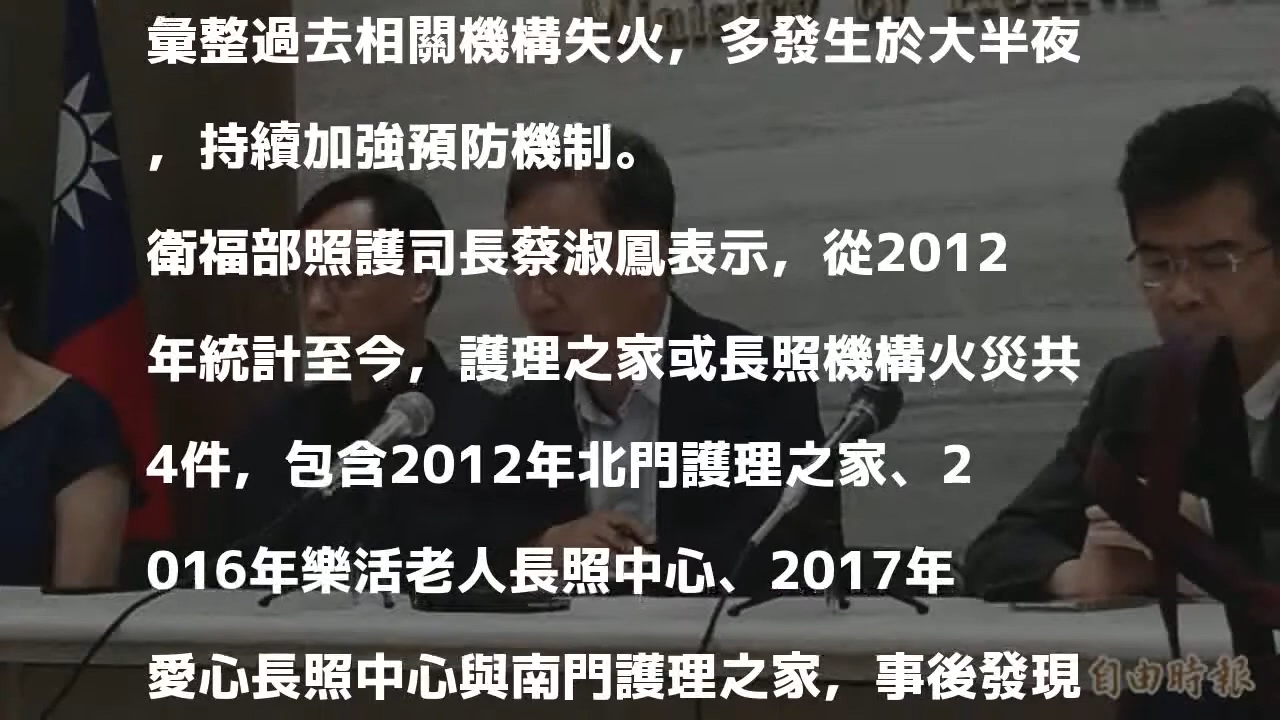 彙整過去相關機構失火，多發生於大半夜
，持續加強預防機制。
衛福部照護司長蔡淑鳳表示，從2012
年統計至今，護理之家或長照機構火災共
4件，包含2012年北門護理之家、2
016年樂活老人長照中心、2017年
愛心長照中心與南門護理之家，事後發現
自由時報